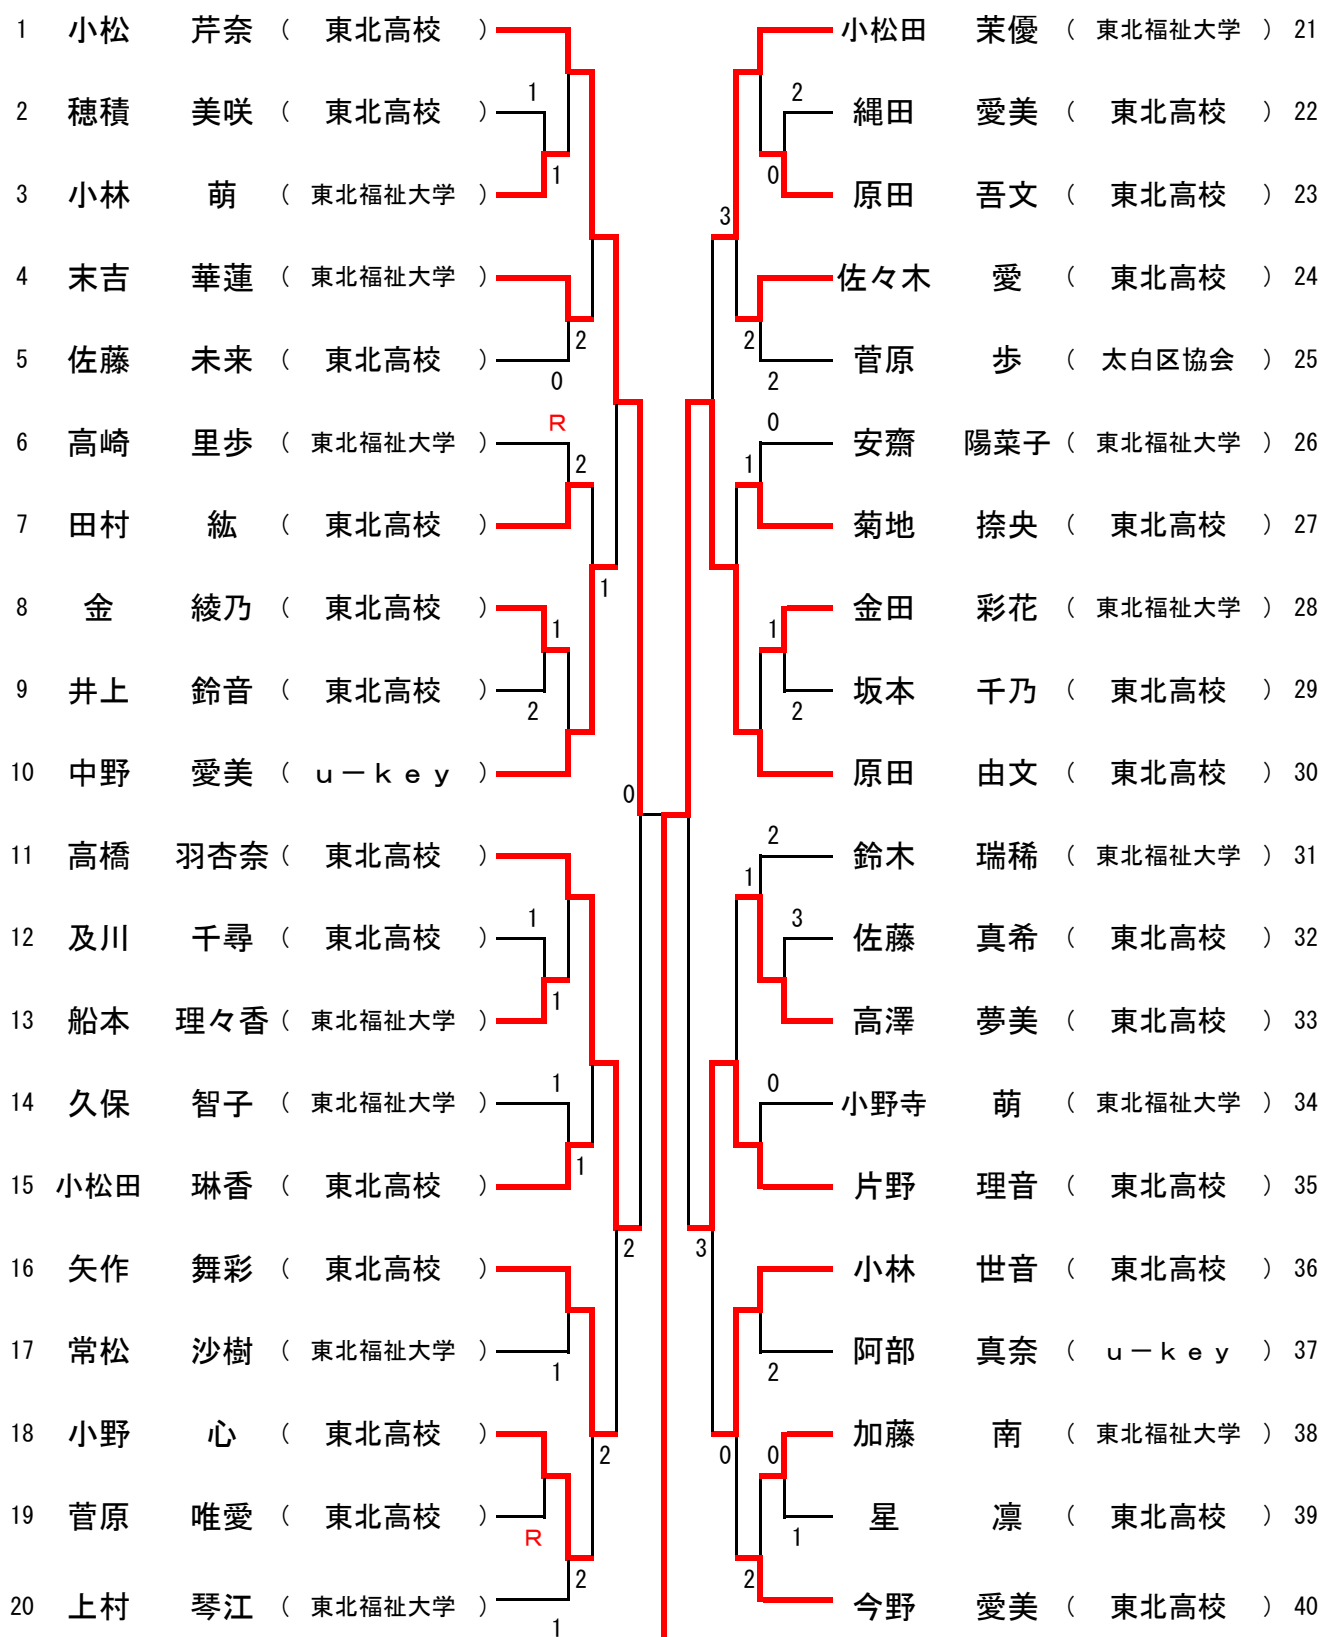 1 小松 芹奈 ( 東北高校 ) 小松田 茉優 ( 東北福祉大学 ) 21
1 2
2 穂積 美咲 ( 東北高校 ) 縄田 愛美 ( 東北高校 ) 22
1 0
3 小林 萌 ( 東北福祉大学 ) 原田 吾文 ( 東北高校 ) 23
3
4 末吉 華蓮 ( 東北福祉大学 ) 佐々木 愛 ( 東北高校 ) 24
2 2
5 佐藤 未来 ( 東北高校 ) 菅原 歩 ( 太白区協会 ) 25
0 2
R 0
6 高崎 里歩 ( 東北福祉大学 ) 安齋 陽菜子 ( 東北福祉大学 ) 26
2 1
7 田村 紘 ( 東北高校 ) 菊地 捺央 ( 東北高校 ) 27
1
8 金 綾乃 ( 東北高校 ) 金田 彩花 ( 東北福祉大学 ) 28
1 1
9 井上 鈴音 ( 東北高校 ) 坂本 千乃 ( 東北高校 ) 29
2 2
10 中野 愛美 ( u－key ) 原田 由文 ( 東北高校 ) 30
0
11 高橋 羽杏奈 ( 東北高校 ) 鈴木 瑞稀 ( 東北福祉大学 ) 31
2
1
1 3
12 及川 千尋 ( 東北高校 ) 佐藤 真希 ( 東北高校 ) 32
1
13 船本 理々香 ( 東北福祉大学 ) 高澤 夢美 ( 東北高校 ) 33
1 0
14 久保 智子 ( 東北福祉大学 ) 小野寺 萌 ( 東北福祉大学 ) 34
1
15 小松田 琳香 ( 東北高校 ) 片野 理音 ( 東北高校 ) 35
2 3
16 矢作 舞彩 ( 東北高校 ) 小林 世音 ( 東北高校 ) 36
17 常松 沙樹 ( 東北福祉大学 ) 阿部 真奈 ( u－key ) 37
1 2
18 小野 心 ( 東北高校 ) 加藤 南 ( 東北福祉大学 ) 38
2 0 0
19 菅原 唯愛 ( 東北高校 ) 星 凛 ( 東北高校 ) 39
R 1
2 2
20 上村 琴江 ( 東北福祉大学 ) 今野 愛美 ( 東北高校 ) 40
1